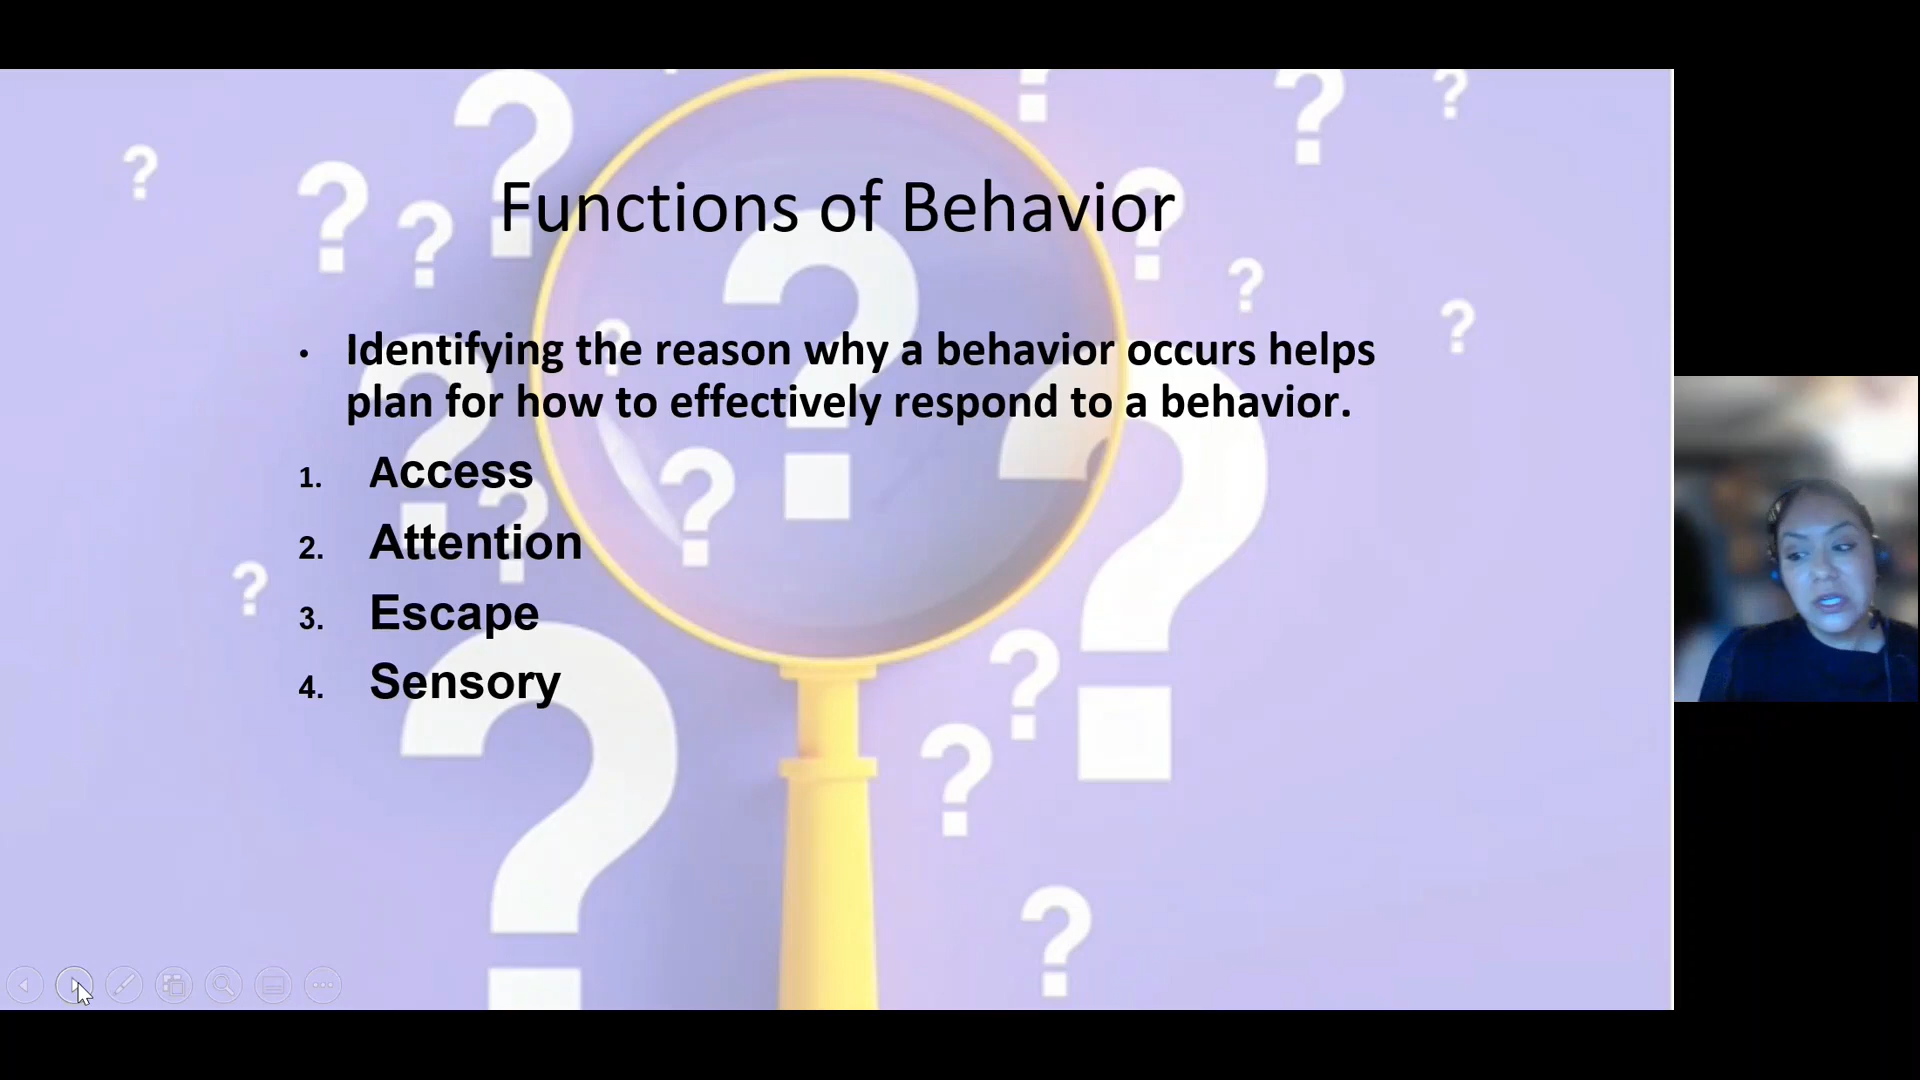 Functions of Behavior
• Identifying the reason why a behavior occurs helps
plan for how to effectively respond to a behavior.
1. Access
2. Attention
3. Escape
4. Sensory